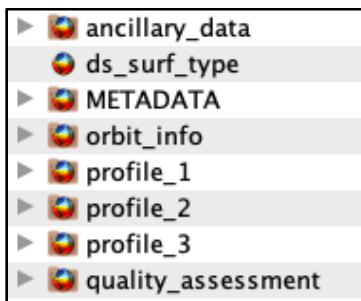 ancillary_data
ds_surf_type
METADATA
orbit_info
profile_1
profile_2
profile_3
quality_assessment